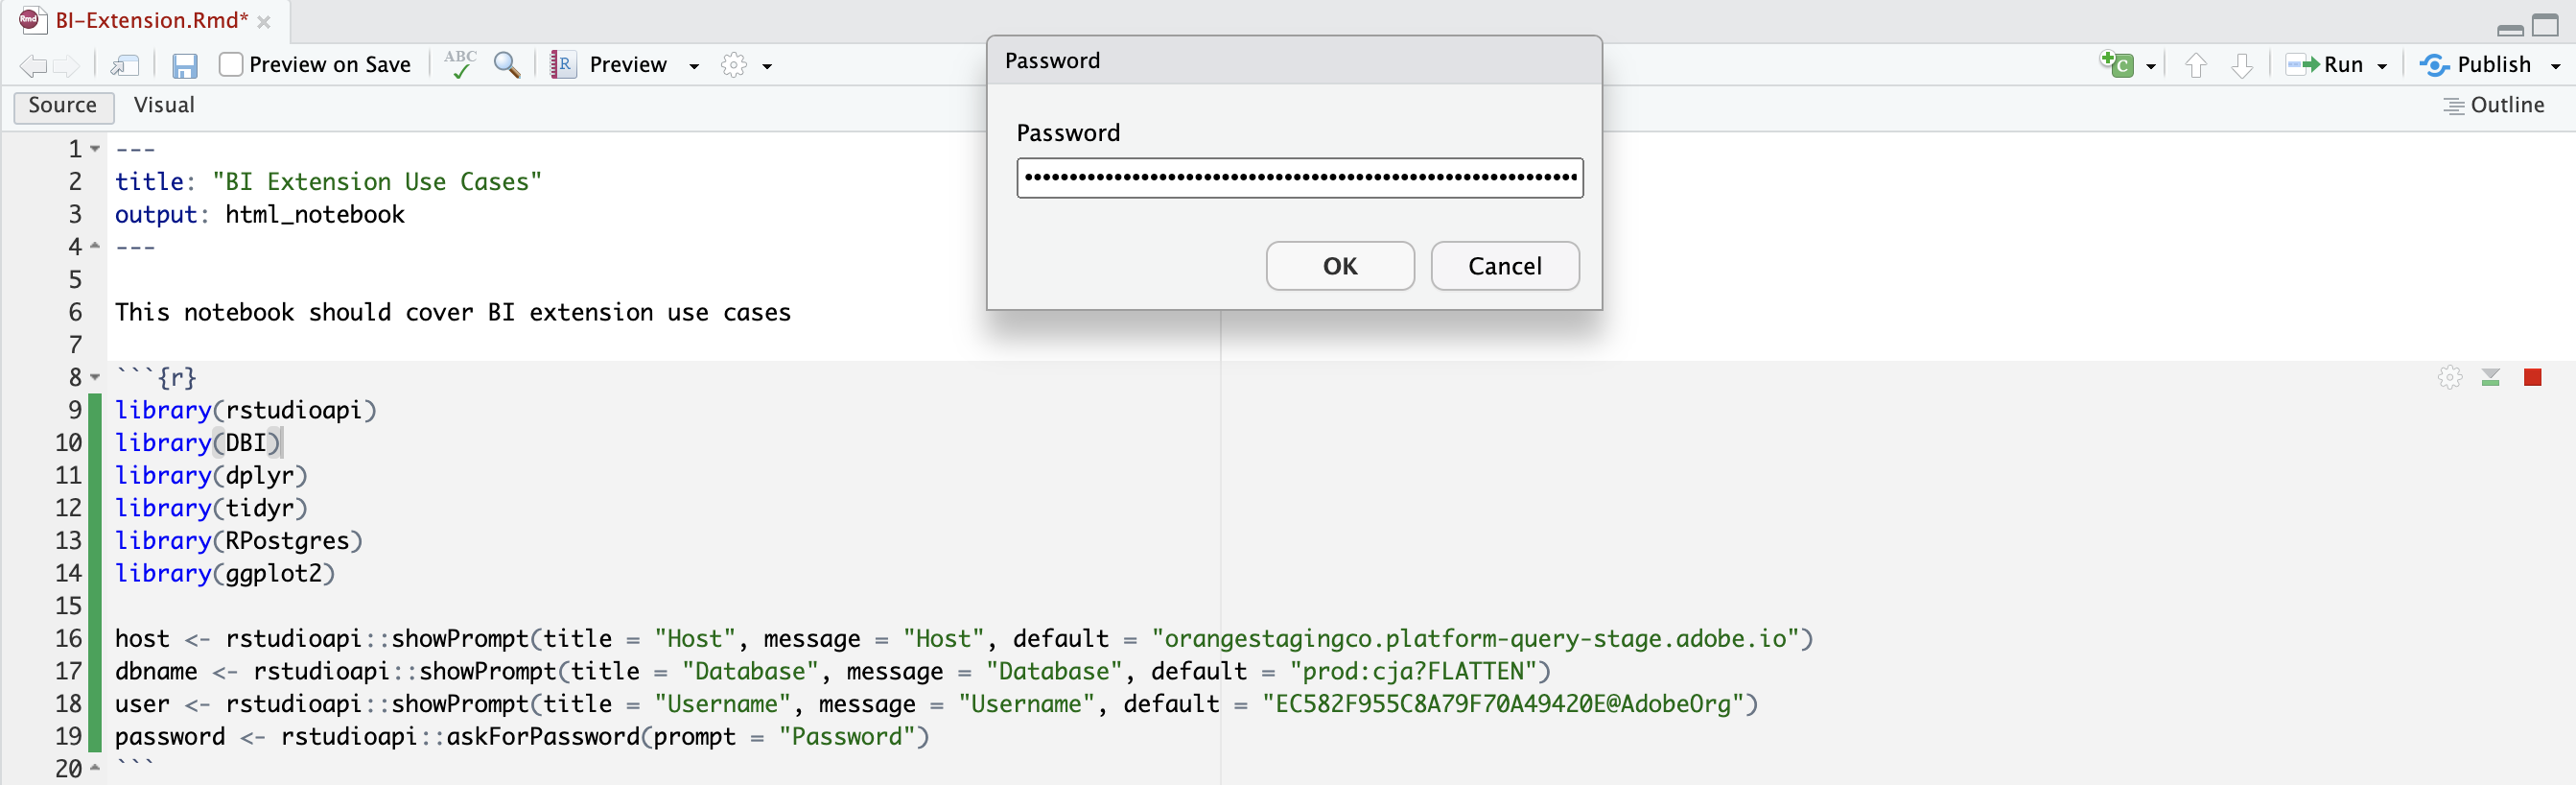 Rmd BI-Extension.Rmd*
Preview on Save ABC R Preview C Run Publish
Source Visual Outline
Password
Password
••••••••••••••••••••••••••••••••••••••••••••••••••••••••••••••
OK Cancel
1 ---
2 title: "BI Extension Use Cases"
3 output: html_notebook
4 ---
5
6 This notebook should cover BI extension use cases
7
8 ```{r}
9 library(rstudioapi)
10 library(DBI)
11 library(dplyr)
12 library(tidyr)
13 library(RPostgres)
14 library(ggplot2)
15
16 host <- rstudioapi::showPrompt(title = "Host", message = "Host", default = "orangestagingco.platform-query-stage.adobe.io")
17 dbname <- rstudioapi::showPrompt(title = "Database", message = "Database", default = "prod:cja?FLATTEN")
18 user <- rstudioapi::showPrompt(title = "Username", message = "Username", default = "EC582F955C8A79F70A49420E@AdobeOrg")
19 password <- rstudioapi::askForPassword(prompt = "Password")
20 ```